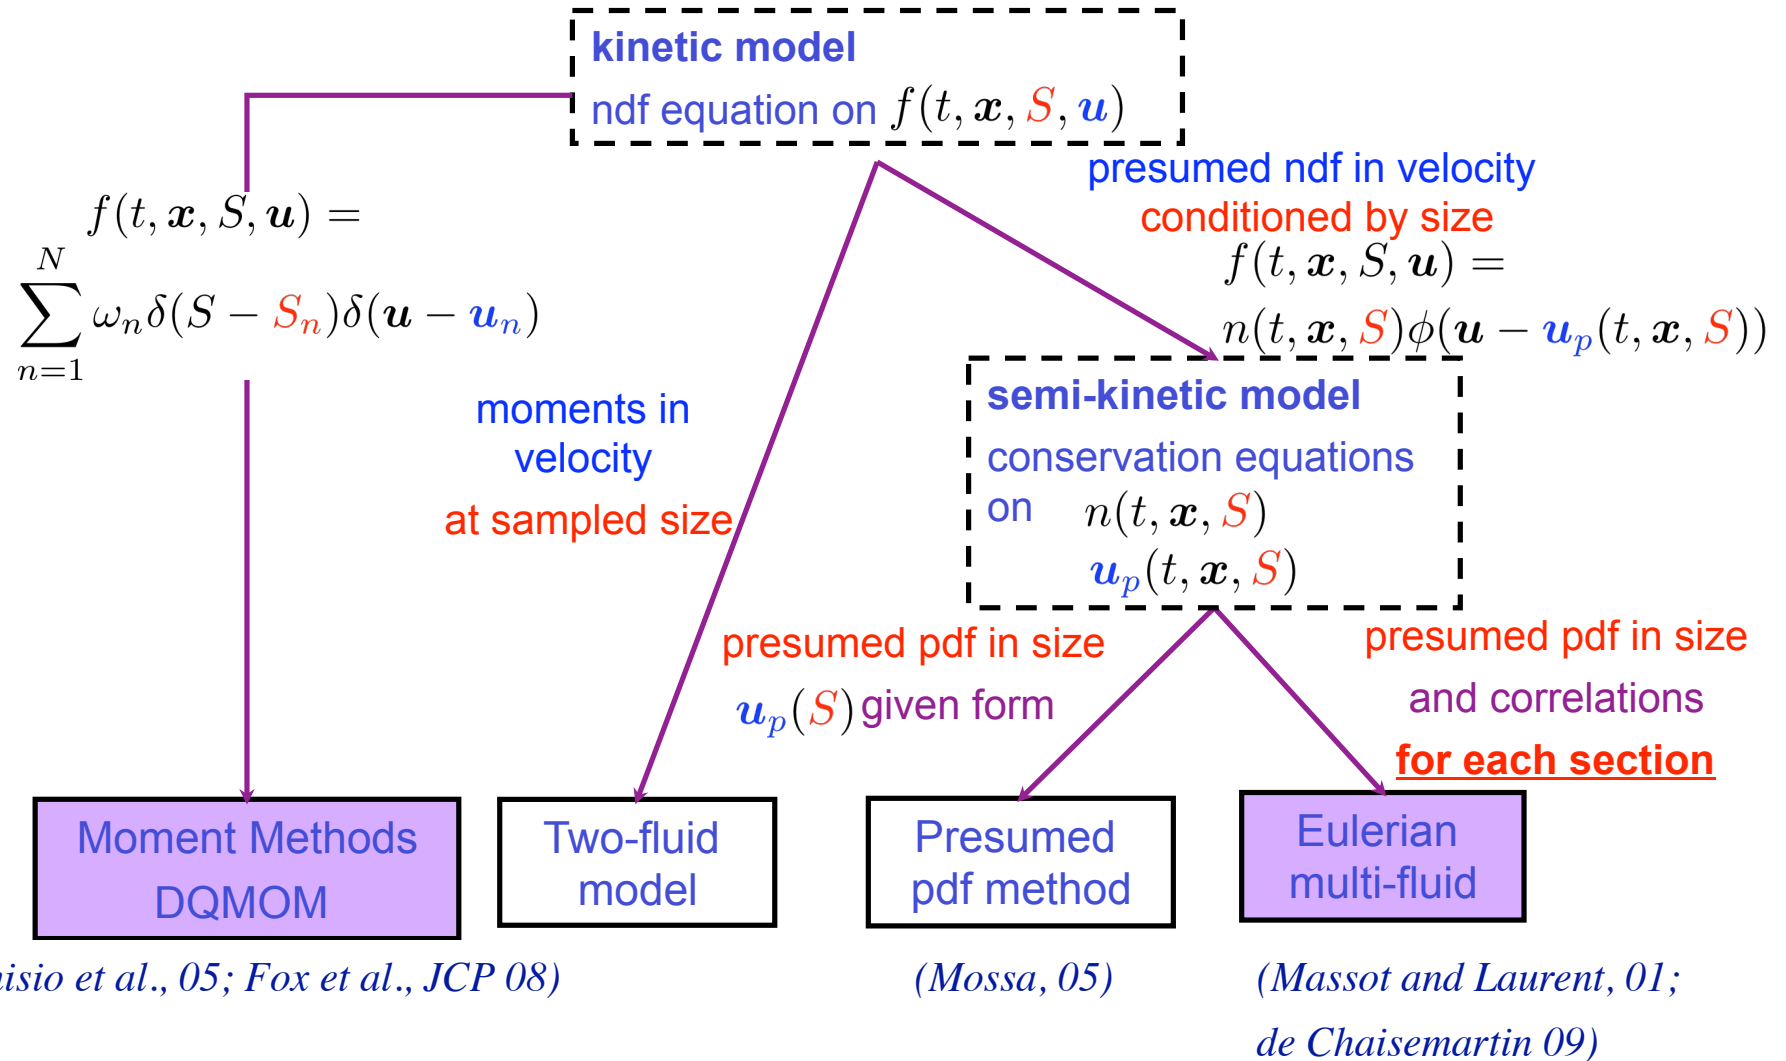 kinetic model
ndf equation on f(t, x, S, u)
f(t, x, S, u) =
N
∑ ω_n δ(S − S_n)δ(u − u_n)
n=1
presumed ndf in velocity
conditioned by size
f(t, x, S, u) =
n(t, x, S)ϕ(u − u_p(t, x, S))
moments in
velocity
at sampled size
semi-kinetic model
conservation equations
on n(t, x, S)
u_p(t, x, S)
presumed pdf in size
u_p(S) given form
presumed pdf in size
and correlations
for each section
Moment Methods
DQMOM
Two-fluid
model
Presumed
pdf method
Eulerian
multi-fluid
et al., 05; Fox et al., JCP 08)
(Mossa, 05)
(Massot and Laurent, 01;
de Chaisemartin 09)